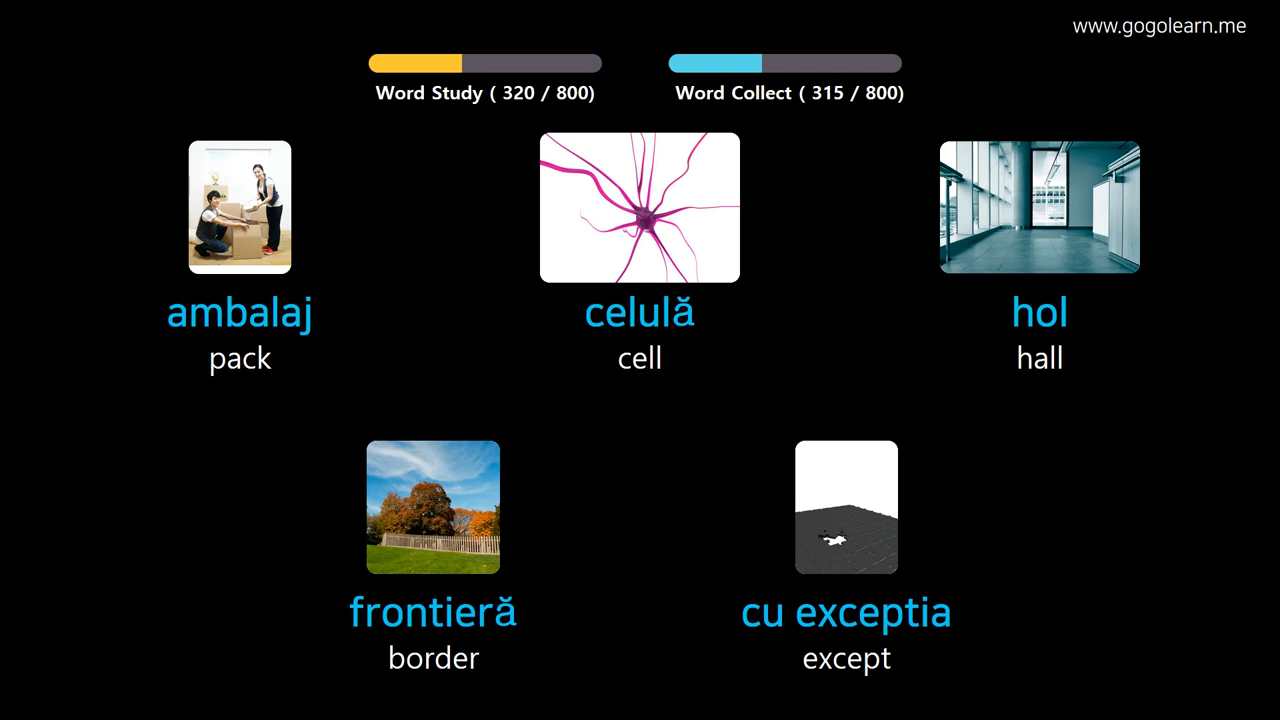 www.gogolearn.me
Word Study ( 320 / 800)
Word Collect ( 315 / 800)
ambalaj
pack
celulă
cell
hol
hall
frontieră
border
cu exceptia
except